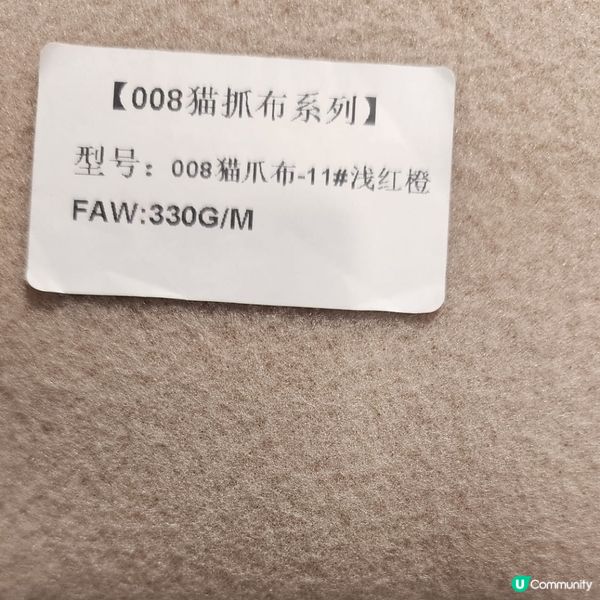 【008猫抓布系列】
型号：008猫爪布-11#浅红橙
FAW:330G/M
U Community